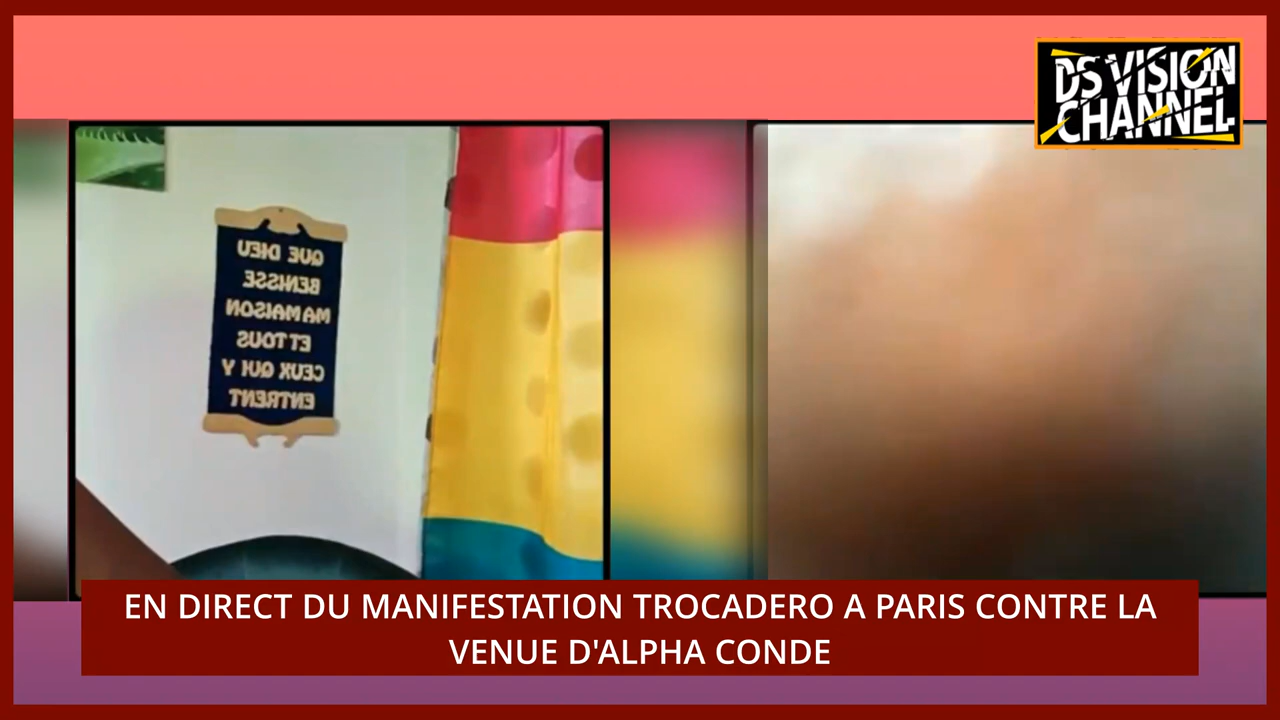 DS VISION
CHANNEL
QUE DIEU
BENISSE
MA MAISON
ET TOUS
CEUX QUI Y
ENTRENT
EN DIRECT DU MANIFESTATION TROCADERO A PARIS CONTRE LA
VENUE D'ALPHA CONDE